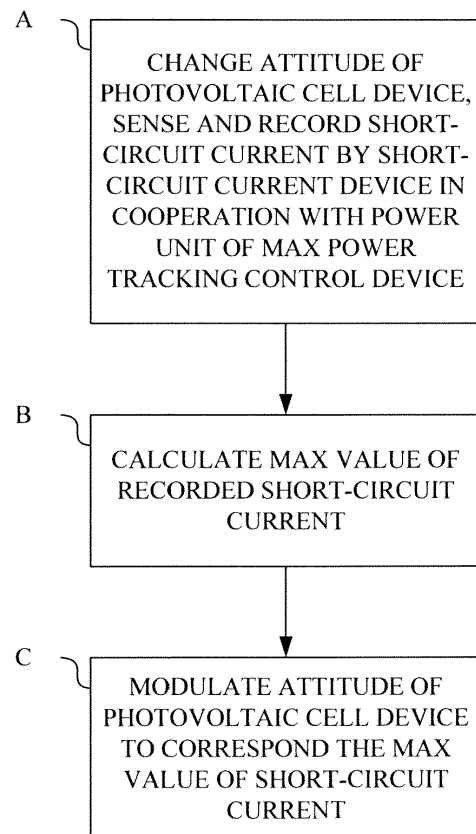 A
CHANGE ATTITUDE OF
PHOTOVOLTAIC CELL DEVICE,
SENSE AND RECORD SHORT-
CIRCUIT CURRENT BY SHORT-
CIRCUIT CURRENT DEVICE IN
COOPERATION WITH POWER
UNIT OF MAX POWER
TRACKING CONTROL DEVICE
B
CALCULATE MAX VALUE OF
RECORDED SHORT-CIRCUIT
CURRENT
C
MODULATE ATTITUDE OF
PHOTOVOLTAIC CELL DEVICE
TO CORRESPOND THE MAX
VALUE OF SHORT-CIRCUIT
CURRENT